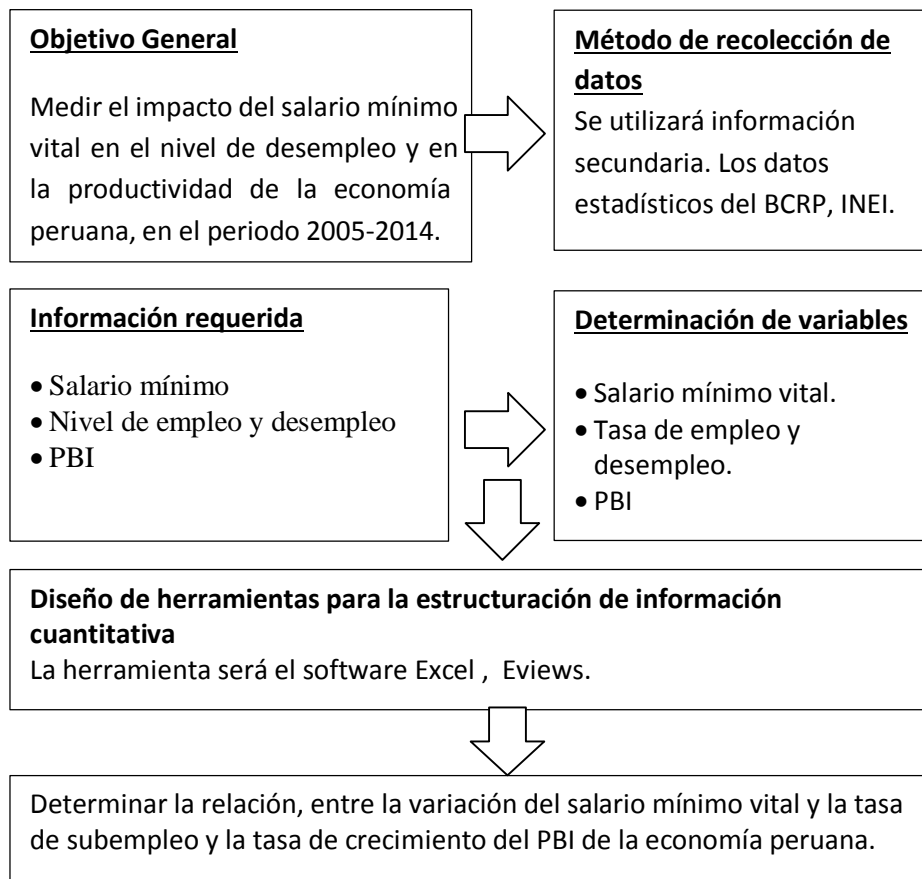 Objetivo General
Medir el impacto del salario mínimo
vital en el nivel de desempleo y en
la productividad de la economía
peruana, en el periodo 2005-2014.
Método de recolección de
datos
Se utilizará información
secundaria. Los datos
estadísticos del BCRP, INEI.
Información requerida
• Salario mínimo
• Nivel de empleo y desempleo
• PBI
Determinación de variables
• Salario mínimo vital.
• Tasa de empleo y
desempleo.
• PBI
Diseño de herramientas para la estructuración de información
cuantitativa
La herramienta será el software Excel , Eviews.
Determinar la relación, entre la variación del salario mínimo vital y la tasa
de subempleo y la tasa de crecimiento del PBI de la economía peruana.